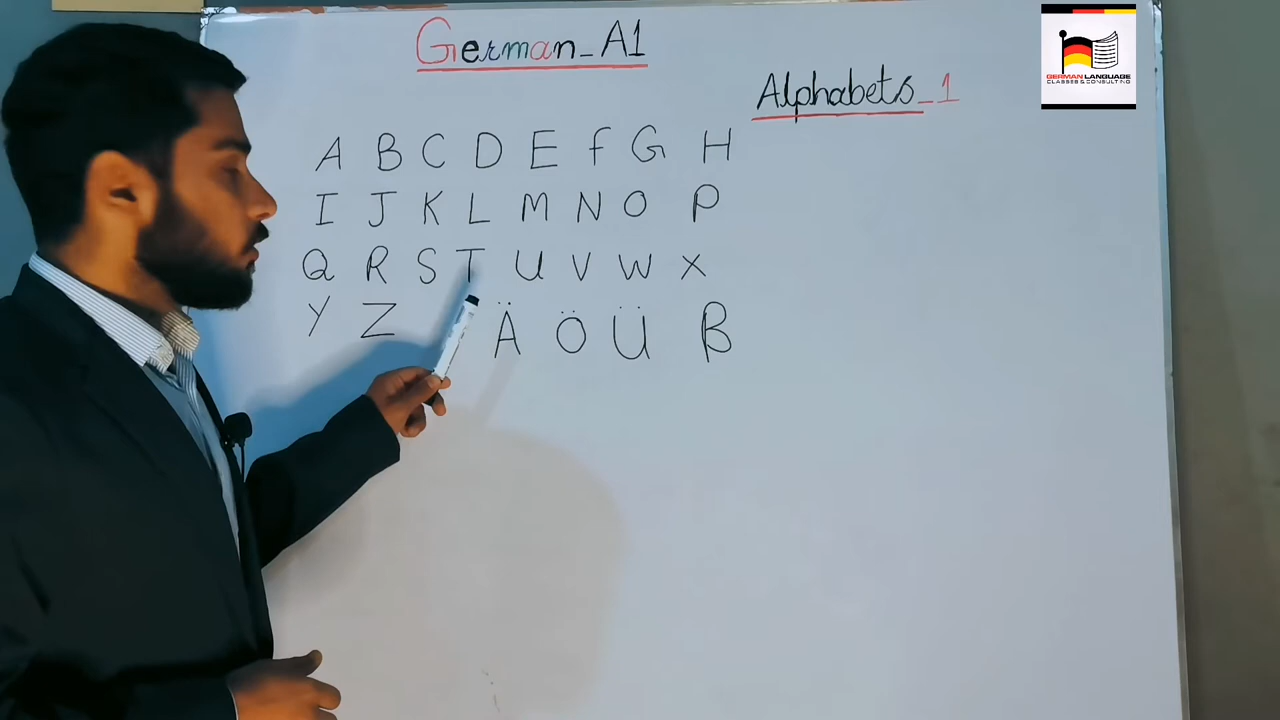 German_A1
Alphabets_1
GERMAN LANGUAGE
CLASSES & CONSULTING
A B C D E f G H
I J K L M N O P
Q R S T U V W X
Y Z Ä Ö Ü ß